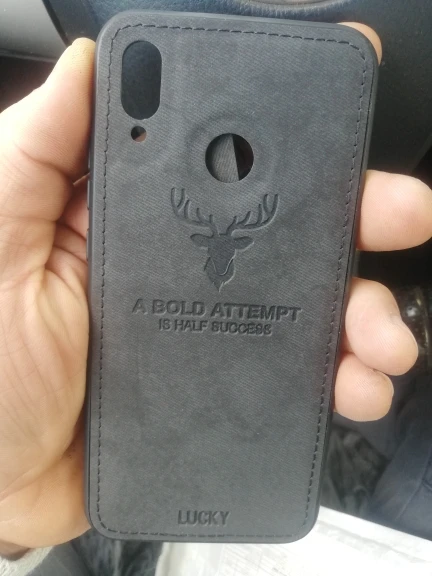 A BOLD ATTEMPT
IS HALF SUCCESS
LUCKY